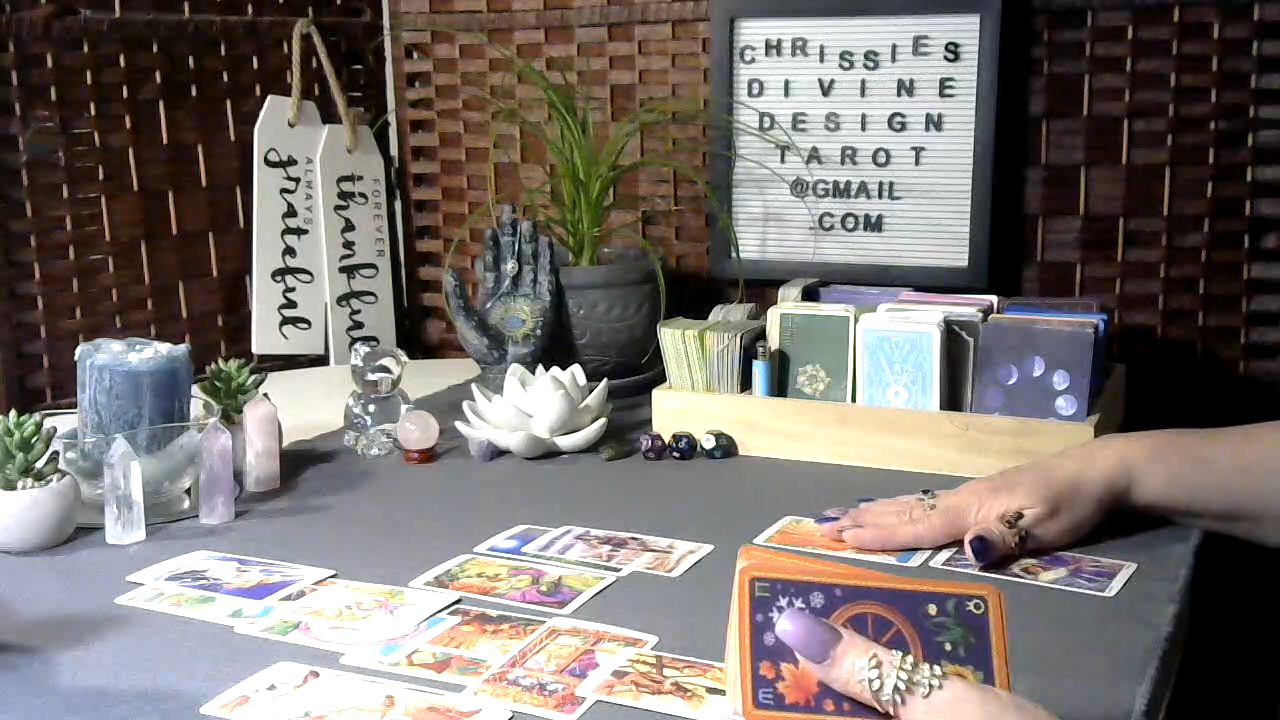 ALWAYS
grateful
FOREVER
thankful
CHRISSIES
DIVINE
DESIGN
TAROT
@GMAIL
.COM